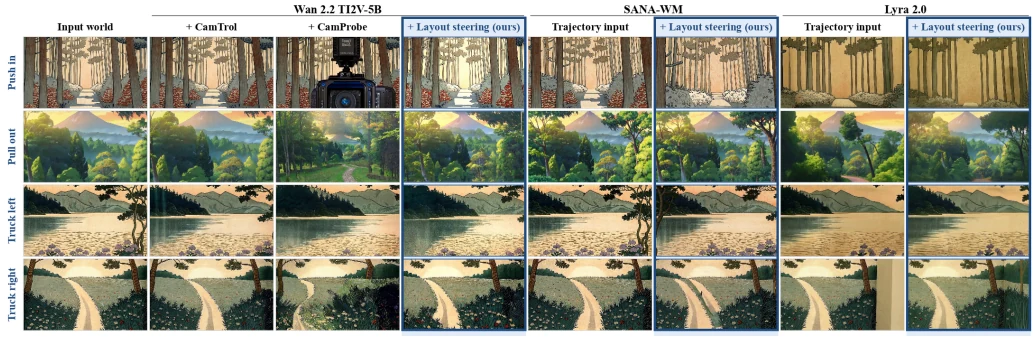 Wan 2.2 TI2V-5B SANA-WM Lyra 2.0
Input world + CamTrol + CamProbe + Layout steering (ours) Trajectory input + Layout steering (ours) Trajectory input + Layout steering (ours)
Push in
Pull out
Truck left
Truck right